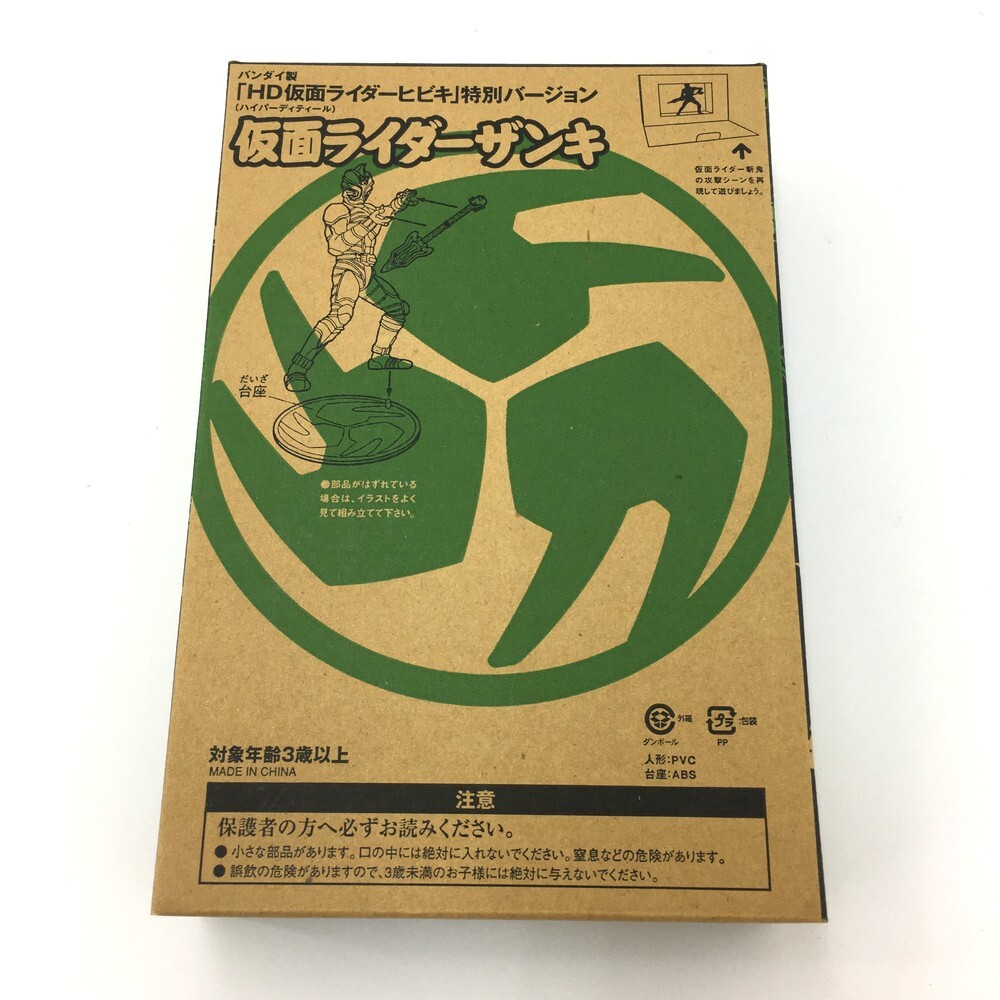 バンダイ製
「HD仮面ライダーヒビキ」特別バージョン
(ハイパーディティール)
仮面ライダーザンキ
仮面ライダー斬鬼
の攻撃シーンを再
現して遊びましょう。
だいざ
台座
●部品がはずれている
場合は、イラストをよく
見て組み立てて下さい。
外箱
ダンボール
プラ
:包装
PP
人形:PVC
台座:ABS
対象年齢3歳以上
MADE IN CHINA
注意
保護者の方へ必ずお読みください。
●小さな部品があります。口の中には絶対に入れないでください。窒息などの危険があります。
●誤飲の危険がありますので、3歳未満のお子様には絶対に与えないでください。